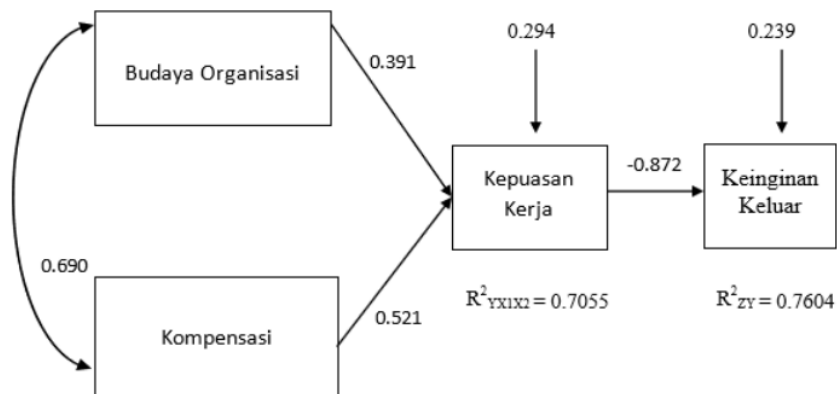 0.294
0.239
Budaya Organisasi
0.391
Kepuasan
Kerja
-0.872
Keinginan
Keluar
0.690
Kompensasi
0.521
R²YX1X2 = 0.7055
R²ZY = 0.7604